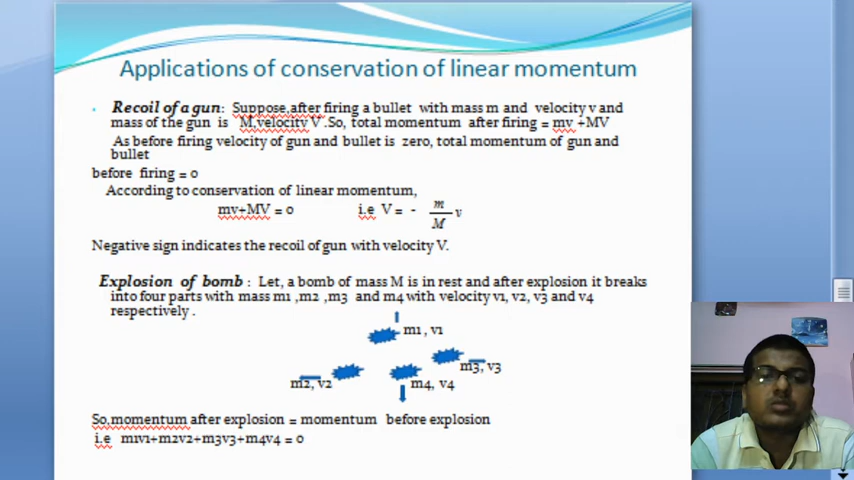 Applications of conservation of linear momentum
• Recoil of a gun: Suppose,after firing a bullet with mass m and velocity v and
mass of the gun is M,velocity V .So, total momentum after firing = mv +MV
As before firing velocity of gun and bullet is zero, total momentum of gun and
bullet
before firing = 0
According to conservation of linear momentum,
mv+MV = 0 i.e V = - m/M v
Negative sign indicates the recoil of gun with velocity V.
Explosion of bomb : Let, a bomb of mass M is in rest and after explosion it breaks
into four parts with mass m1 ,m2 ,m3 and m4 with velocity v1, v2, v3 and v4
respectively .
m1 , v1
m3, v3
m2, v2 m4, v4
So,momentum after explosion = momentum before explosion
i.e m1v1+m2v2+m3v3+m4v4 = 0